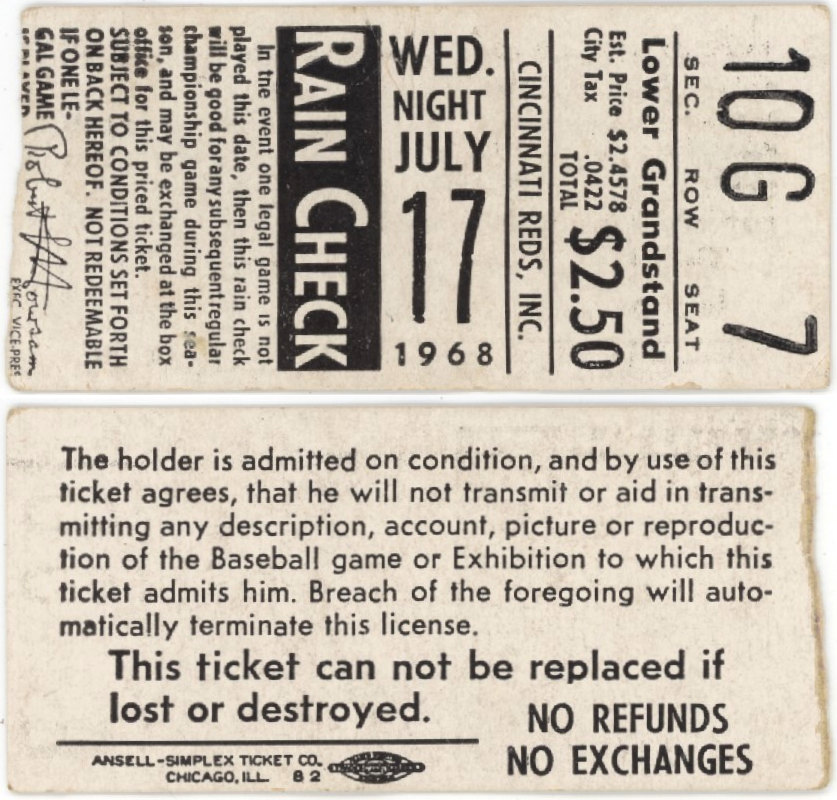 10 G 7
SEC. ROW SEAT
Lower Grandstand
Est. Price $2.4578
City Tax .0422
TOTAL $2.50
CINCINNATI REDS, INC.
WED.
NIGHT
JULY
17
1968
RAIN CHECK
In tne event one legal game is not
played this date, then this rain check
will be good for any subsequent regular
championship game during this sea-
son, and may be exchanged at the box
office for this priced ticket.
SUBJECT TO CONDITIONS SET FORTH
ON BACK HEREOF. NOT REDEEMABLE
IF ONE LE-
GAL GAME
IS PLAYED
EXEC. VICE-PRES
The holder is admitted on condition, and by use of this
ticket agrees, that he will not transmit or aid in trans-
mitting any description, account, picture or reproduc-
tion of the Baseball game or Exhibition to which this
ticket admits him. Breach of the foregoing will auto-
matically terminate this license.
This ticket can not be replaced if
lost or destroyed.
NO REFUNDS
NO EXCHANGES
ANSELL-SIMPLEX TICKET CO.
CHICAGO, ILL. 82